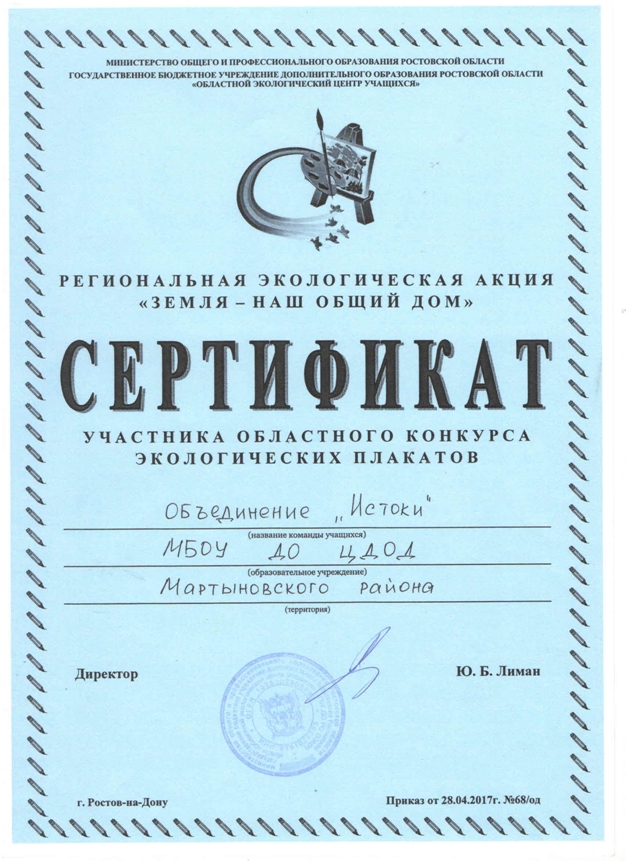 МИНИСТЕРСТВО ОБЩЕГО И ПРОФЕССИОНАЛЬНОГО ОБРАЗОВАНИЯ РОСТОВСКОЙ ОБЛАСТИ
ГОСУДАРСТВЕННОЕ БЮДЖЕТНОЕ УЧРЕЖДЕНИЕ ДОПОЛНИТЕЛЬНОГО ОБРАЗОВАНИЯ РОСТОВСКОЙ ОБЛАСТИ
«ОБЛАСТНОЙ ЭКОЛОГИЧЕСКИЙ ЦЕНТР УЧАЩИХСЯ»
РЕГИОНАЛЬНАЯ ЭКОЛОГИЧЕСКАЯ АКЦИЯ
«ЗЕМЛЯ – НАШ ОБЩИЙ ДОМ»
СЕРТИФИКАТ
УЧАСТНИКА ОБЛАСТНОГО КОНКУРСА
ЭКОЛОГИЧЕСКИХ ПЛАКАТОВ
Объединение „Истоки"
(название команды учащихся)
МБОУ ДО ЦДОД
(образовательное учреждение)
Мартыновского района
(территория)
Директор Ю. Б. Лиман
г. Ростов-на-Дону Приказ от 28.04.2017г. №68/од